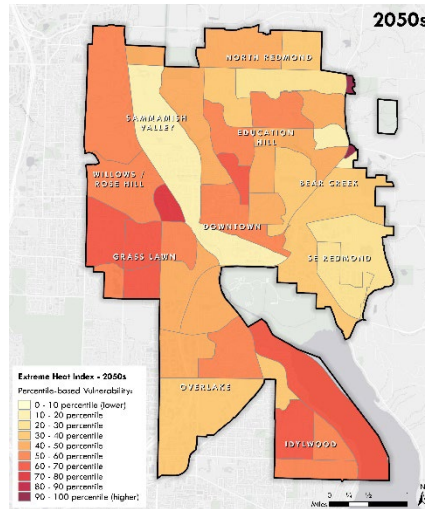 2050s
NORTH REDMOND
SAMMAMISH
VALLEY
EDUCATION
HILL
WILLOWS /
ROSE HILL
BEAR CREEK
DOWNTOWN
GRASS LAWN
SE REDMOND
OVERLAKE
IDYLWOOD
Extreme Heat Index - 2050s
Percentile-based Vulnerability
0 - 10 percentile (lower)
10 - 20 percentile
20 - 30 percentile
30 - 40 percentile
40 - 50 percentile
50 - 60 percentile
60 - 70 percentile
70 - 80 percentile
80 - 90 percentile
90 - 100 percentile (higher)
N
Miles